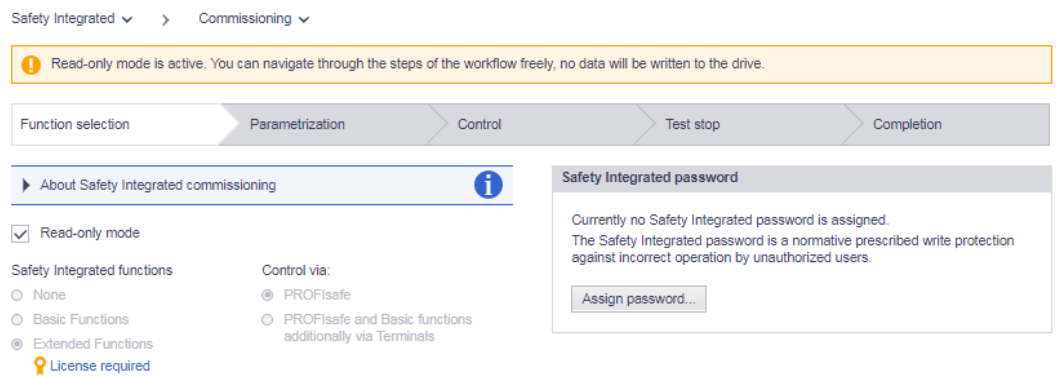 Safety Integrated
Commissioning
Read-only mode is active. You can navigate through the steps of the workflow freely, no data will be written to the drive.
Function selection
Parametrization
Control
Test stop
Completion
About Safety Integrated commissioning
Read-only mode
Safety Integrated functions
None
Basic Functions
Extended Functions
License required
Control via:
PROFIsafe
PROFIsafe and Basic functions
additionally via Terminals
Safety Integrated password
Currently no Safety Integrated password is assigned.
The Safety Integrated password is a normative prescribed write protection
against incorrect operation by unauthorized users.
Assign password...